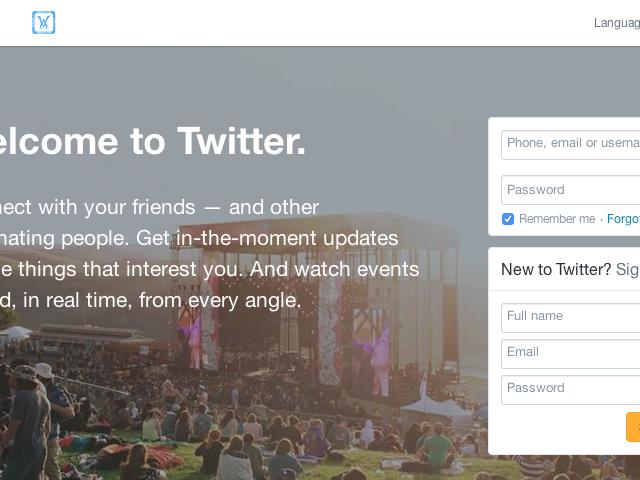 Languag
elcome to Twitter.
nect with your friends — and other
nating people. Get in-the-moment updates
e things that interest you. And watch events
d, in real time, from every angle.
Phone, email or userna
Password
Remember me · Forgo
New to Twitter? Sig
Full name
Email
Password